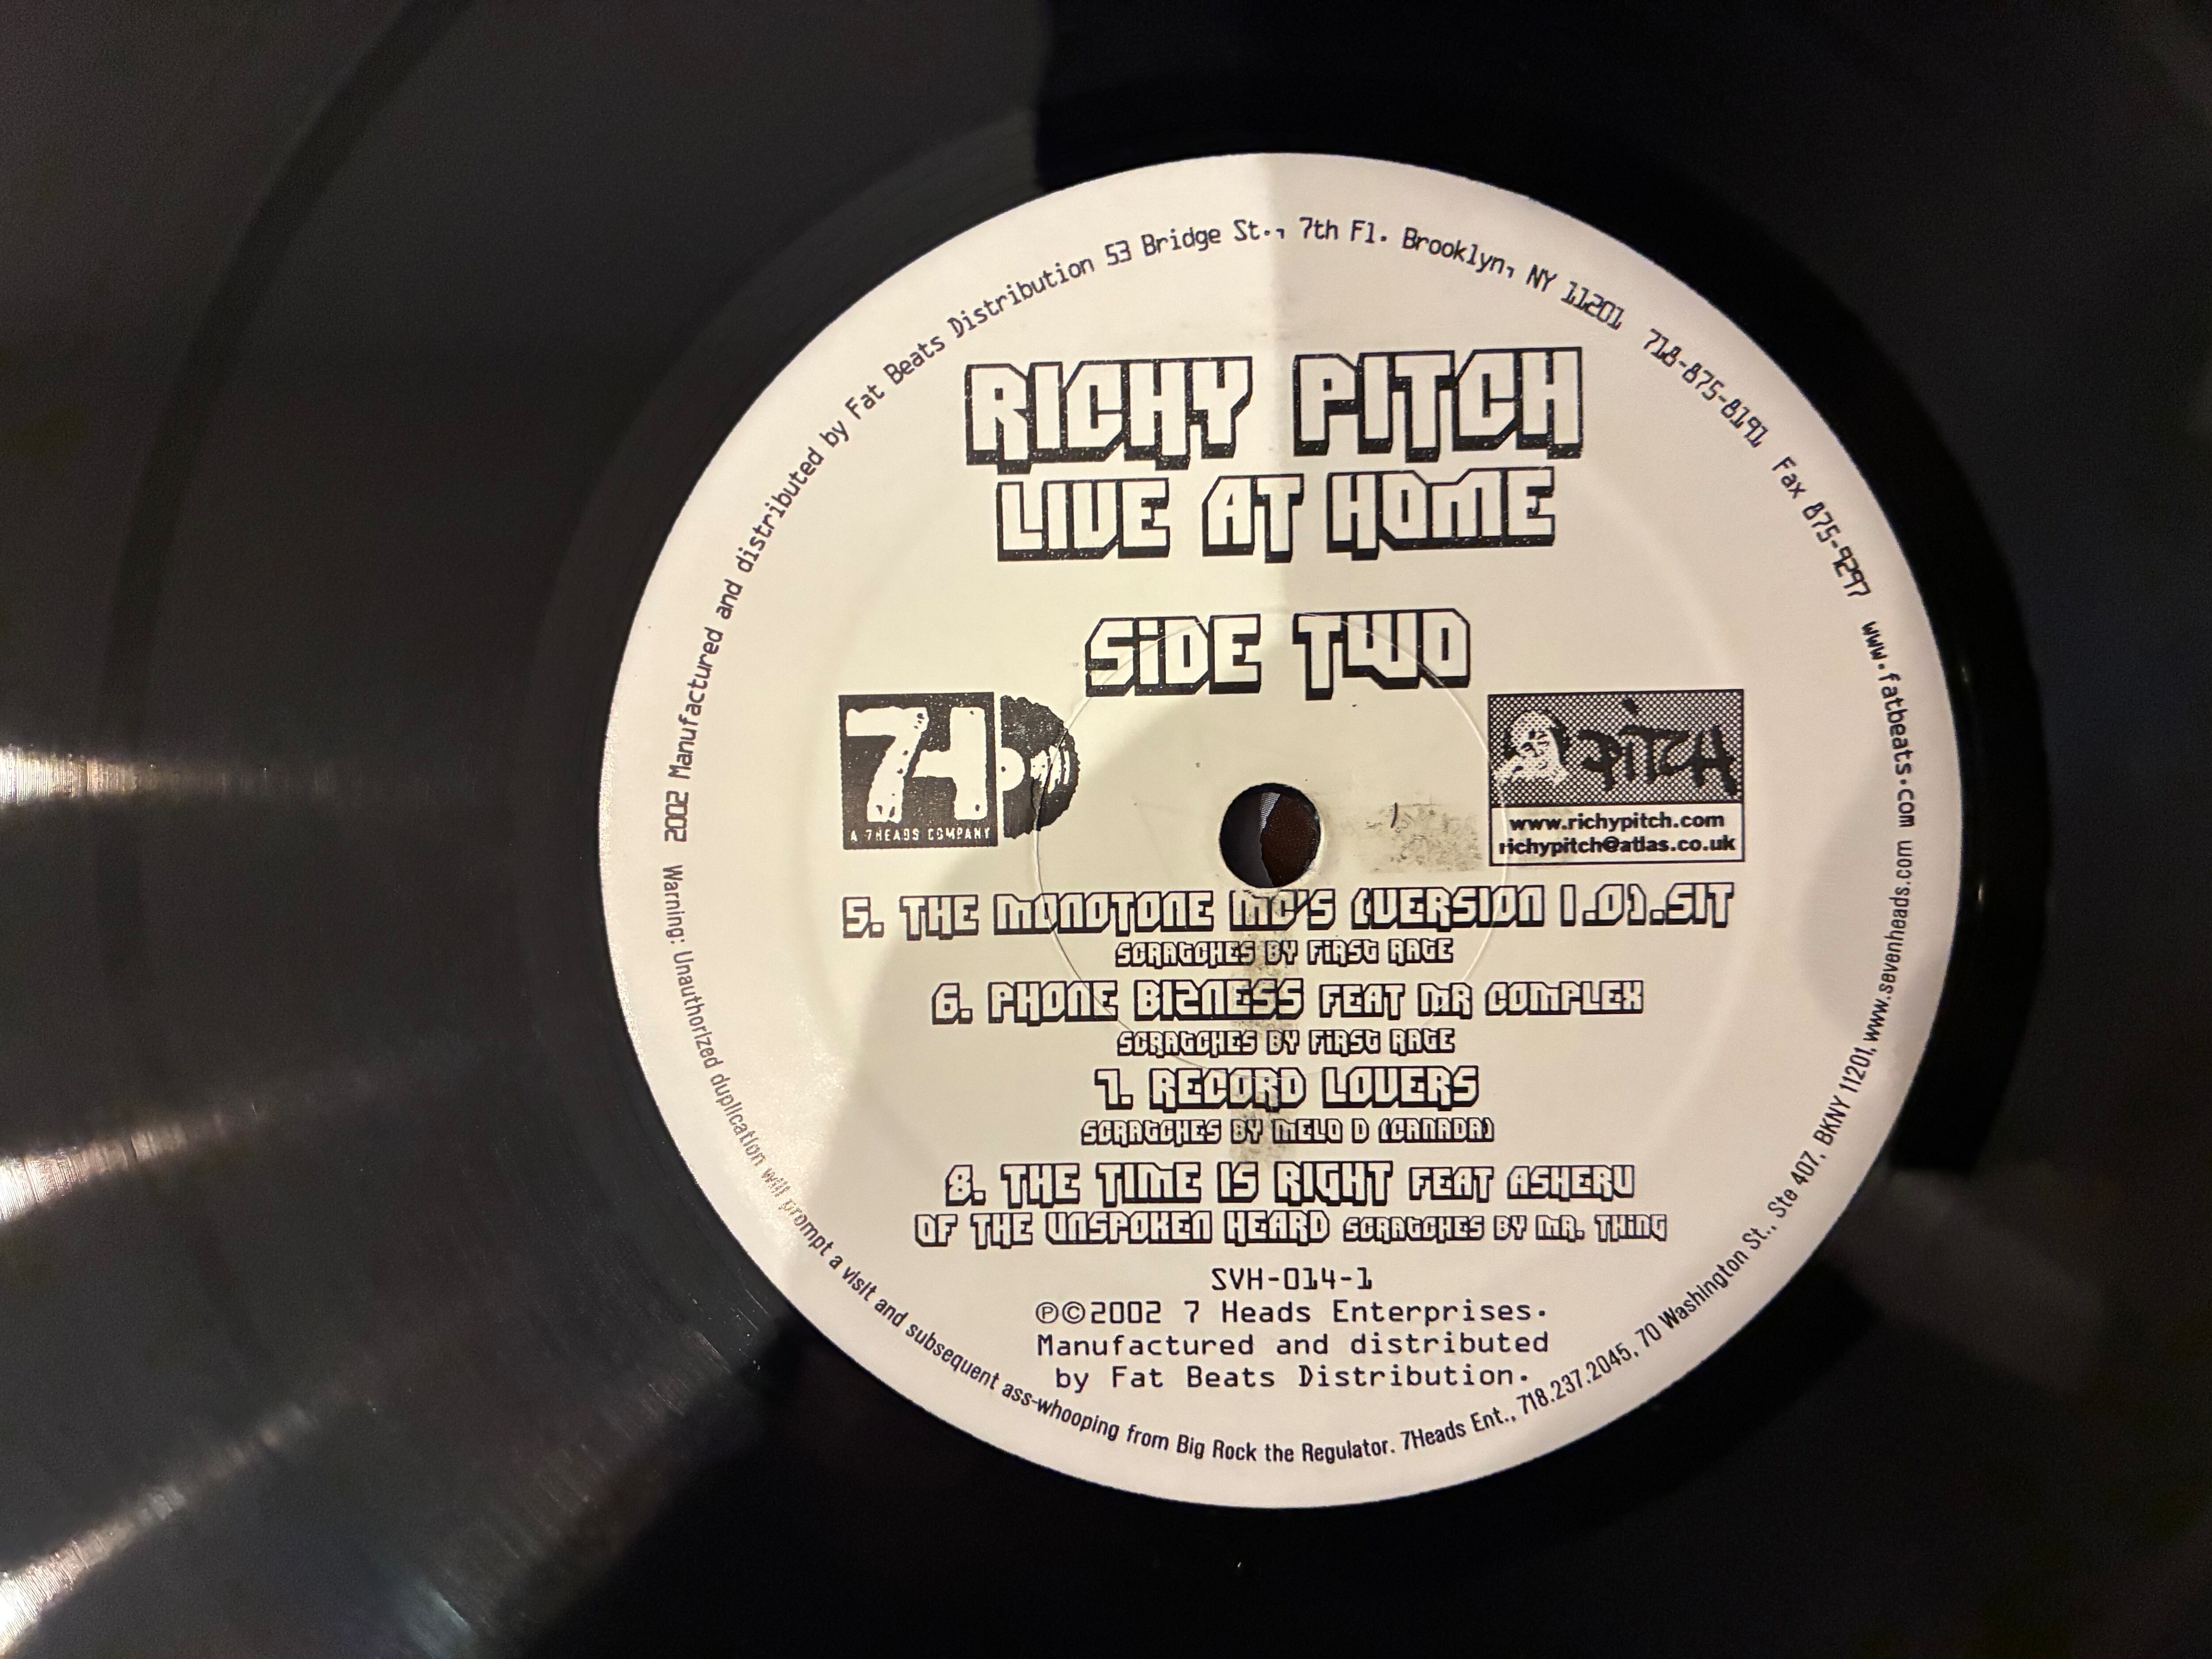 2002 Manufactured and distributed by Fat Beats Distribution 53 Bridge St., 7th Fl. Brooklyn, NY 11201 718-875-8191 Fax 875-9297 www.fatbeats.com
RICHY PITCH
LIVE AT HOME
SiDE TWO
7H
A 7HEADS COMPANY
PiTCH
www.richypitch.com
richypitch@atlas.co.uk
5. THE MONOTONE MC'S (VERSION 1.0).SIT
SCRATCHES BY FiRST RATE
6. PHONE BIZNESS FEAT MR COMPLEX
SCRATCHES BY FiRST RATE
7. RECORD LOVERS
SCRATCHES BY MELO D (CANADA)
8. THE TIME IS RIGHT FEAT ASHERU
OF THE UNSPOKEN HEARD SCRATCHES BY MR. THiNG
SVH-014-1
℗©2002 7 Heads Enterprises.
Manufactured and distributed
by Fat Beats Distribution.
Warning: Unauthorized duplication will prompt a visit and subsequent ass-whooping from Big Rock the Regulator. 7Heads Ent., 718.237.2045, 70 Washington St., Ste 407, BKNY 11201, www.sevenheads.com